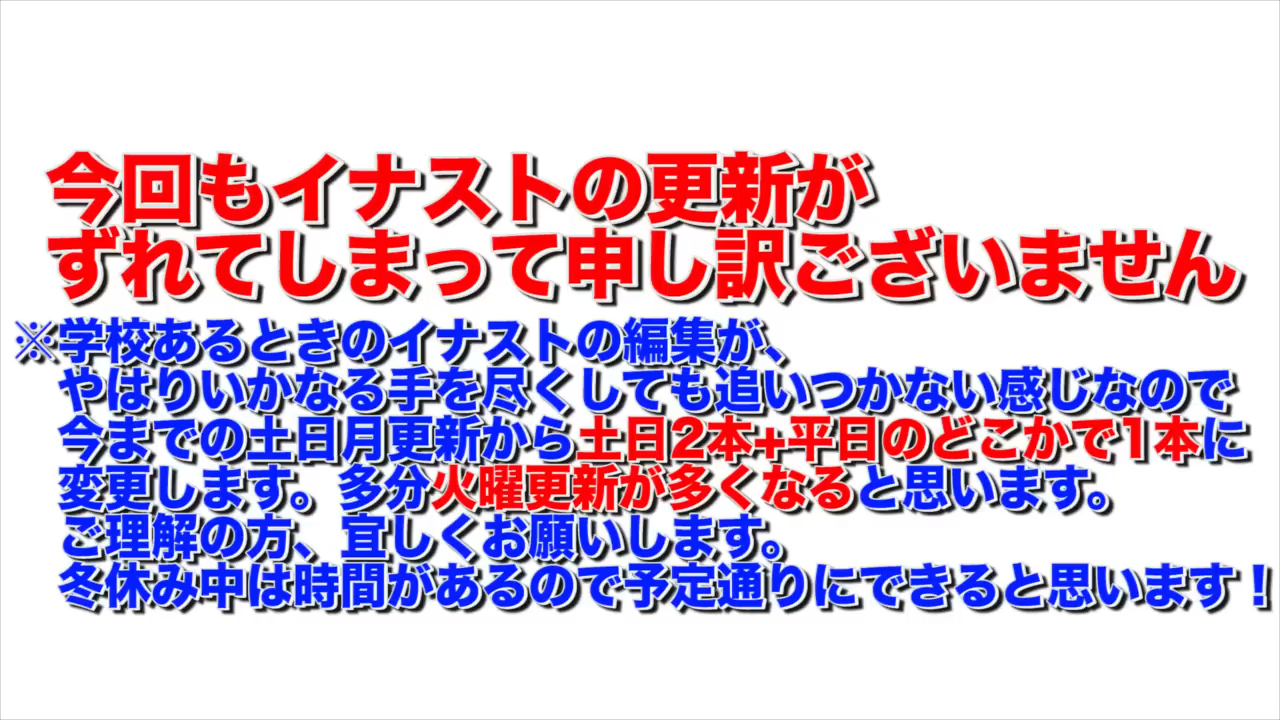 今回もイナストの更新が
ずれてしまって申し訳ございません
※学校あるときのイナストの編集が、
やはりいかなる手を尽くしても追いつかない感じなので
今までの土日月更新から土日2本+平日のどこかで1本に
変更します。多分火曜更新が多くなると思います。
ご理解の方、宜しくお願いします。
冬休み中は時間があるので予定通りにできると思います！